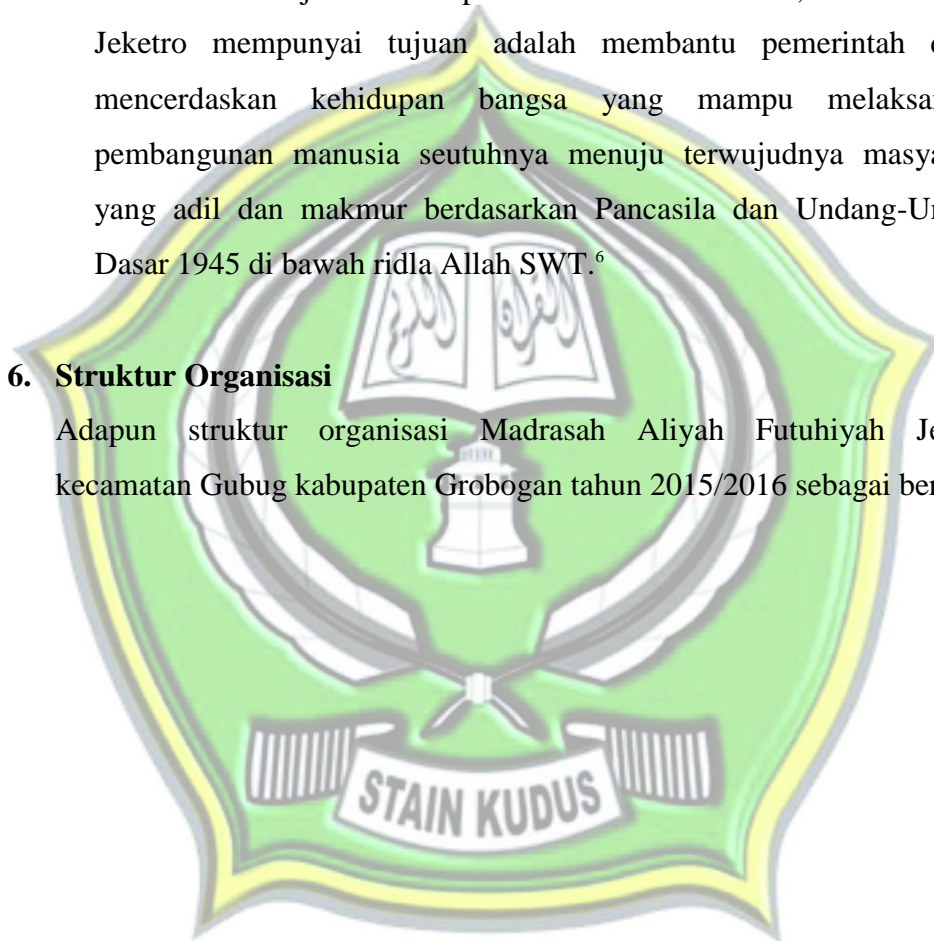 Jeketro mempunyai tujuan adalah membantu pemerintah
mencerdaskan kehidupan bangsa yang mampu
pembangunan manusia seutuhnya menuju terwujudnya
yang adil dan makmur berdasarkan Pancasila dan
Dasar 1945 di bawah ridla Allah SWT.⁶
6. Struktur Organisasi
Adapun struktur organisasi Madrasah Aliyah Futuhiyah
kecamatan Gubug kabupaten Grobogan tahun 2015/2016 sebagai
القرآن الكريم
STAIN KUDUS